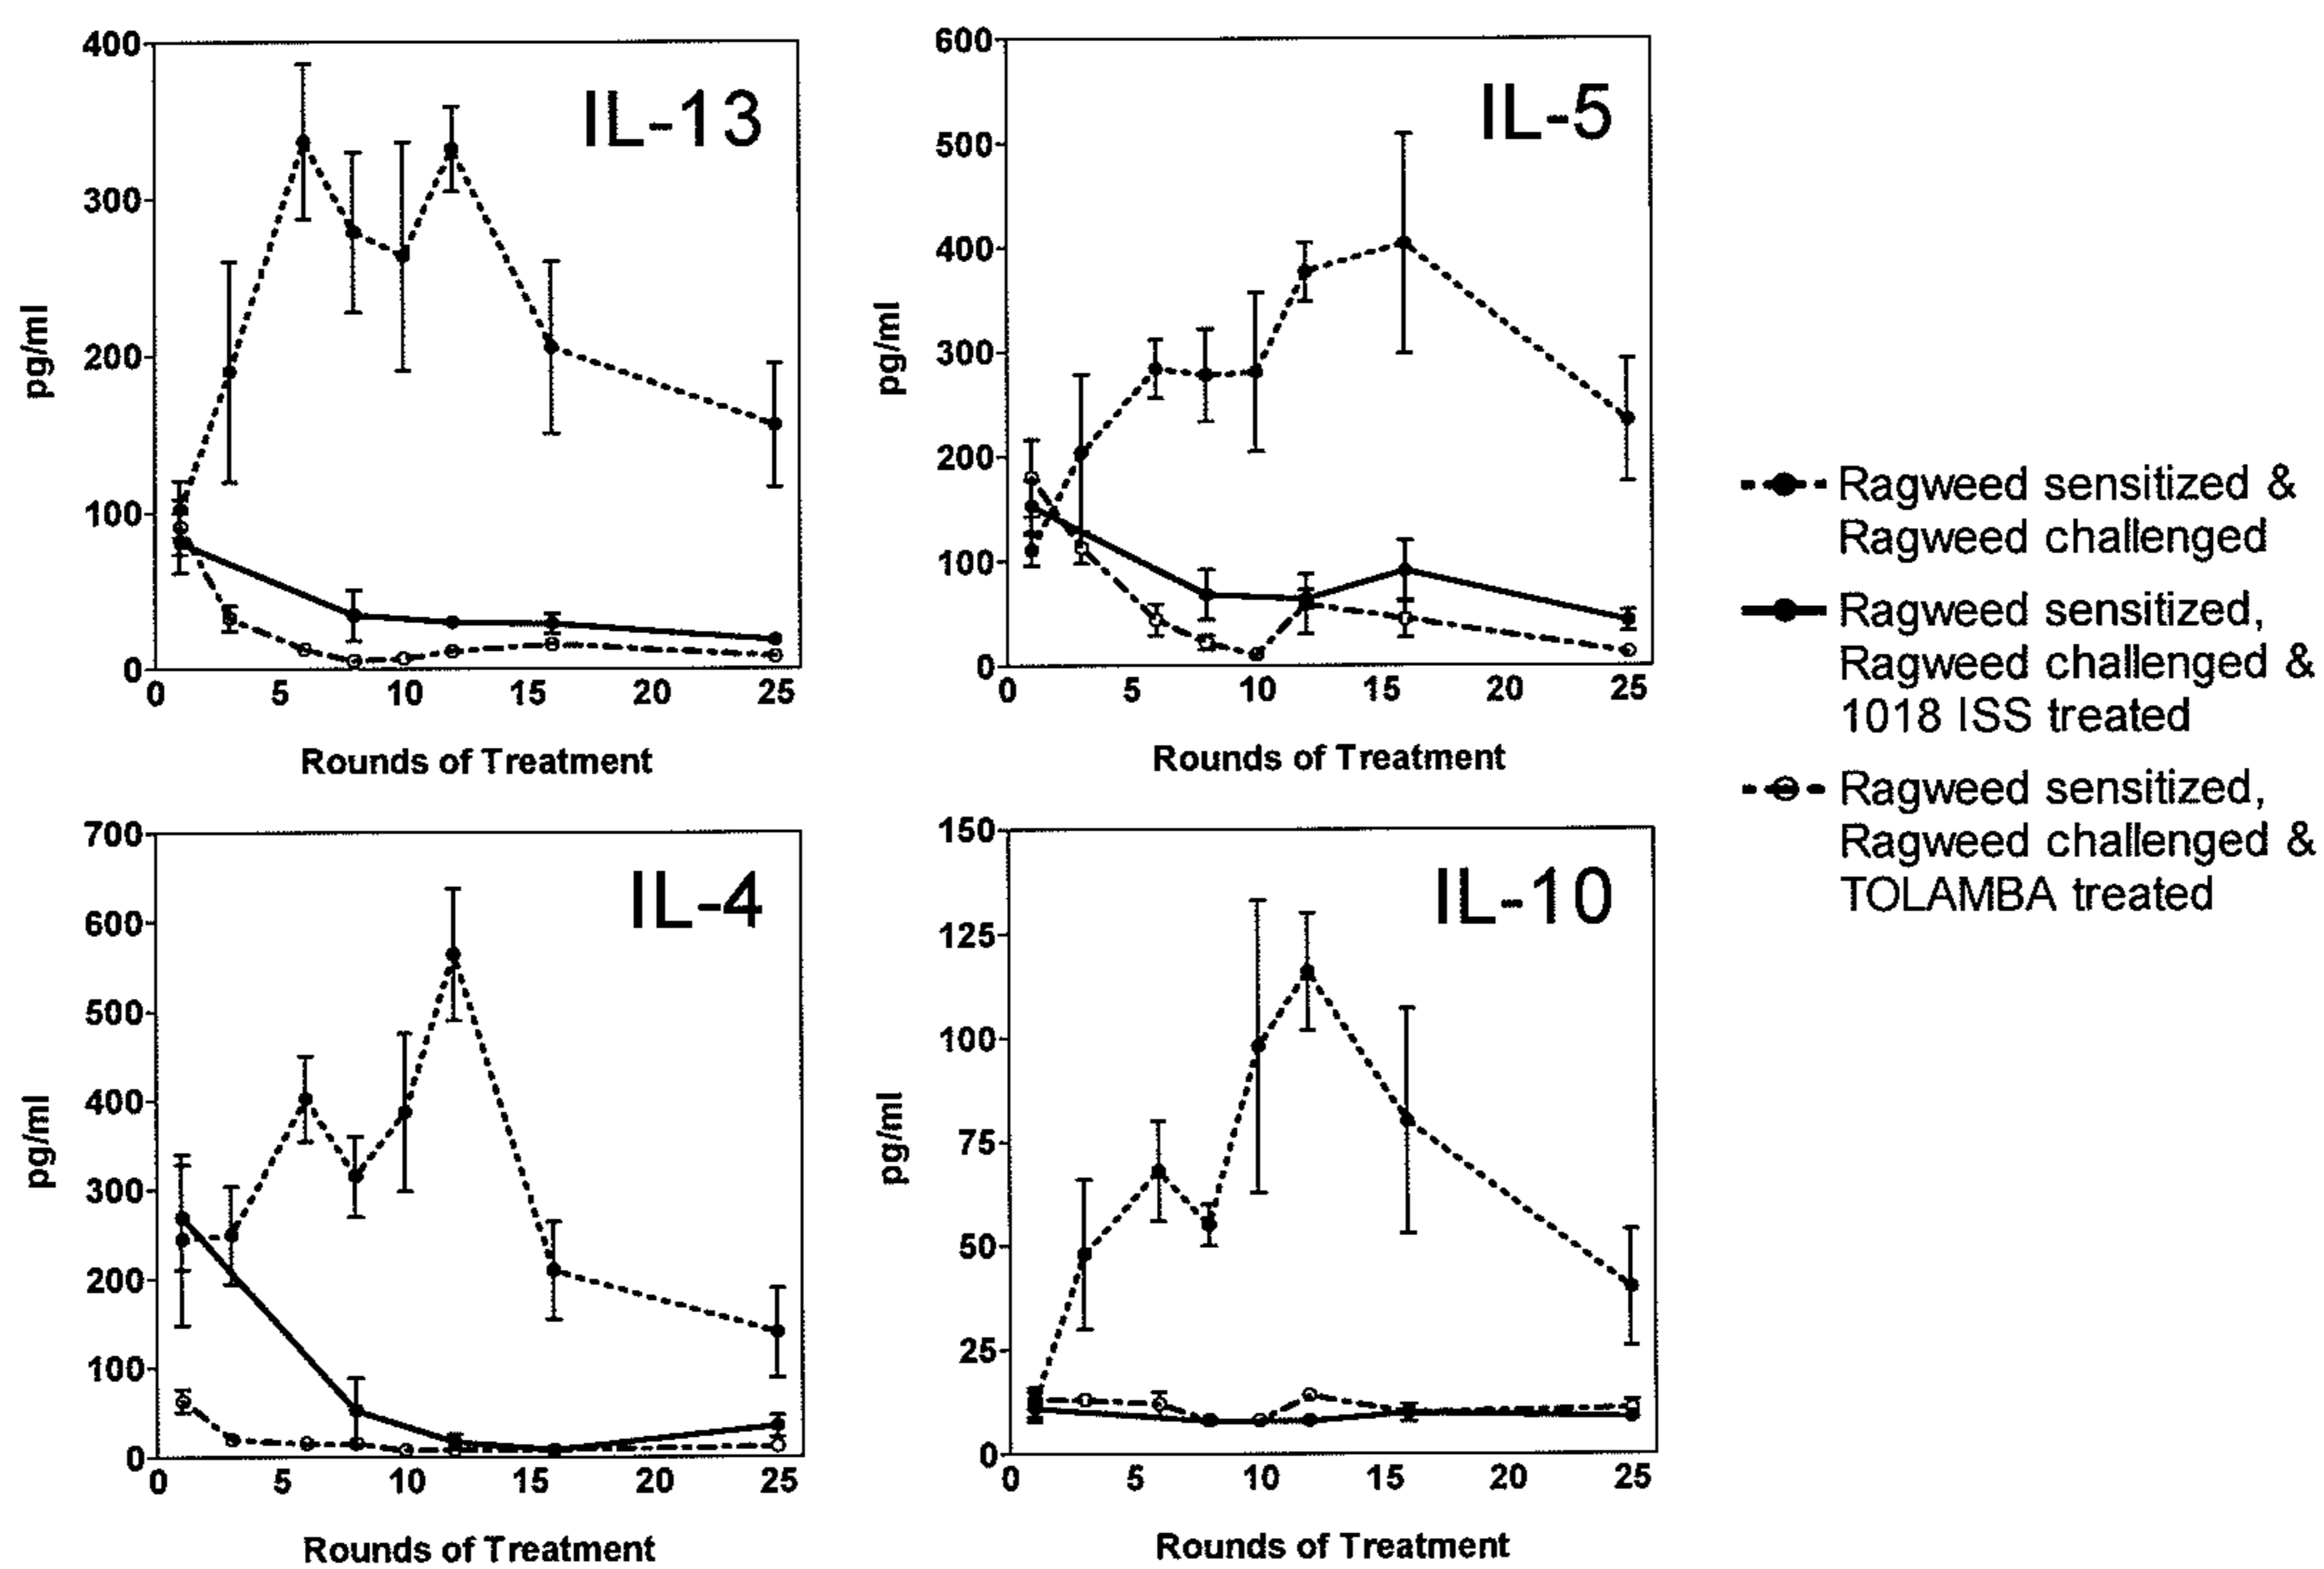 IL-13
400
300
200
100
0
pg/ml
0 5 10 15 20 25
Rounds of Treatment
IL-5
600
500
400
300
200
100
0
pg/ml
0 5 10 15 20 25
Rounds of Treatment
Ragweed sensitized &
Ragweed challenged
Ragweed sensitized,
Ragweed challenged &
1018 ISS treated
Ragweed sensitized,
Ragweed challenged &
TOLAMBA treated
IL-4
700
600
500
400
300
200
100
0
pg/ml
0 5 10 15 20 25
Rounds of Treatment
IL-10
150
125
100
75
50
25
0
pg/ml
0 5 10 15 20 25
Rounds of Treatment